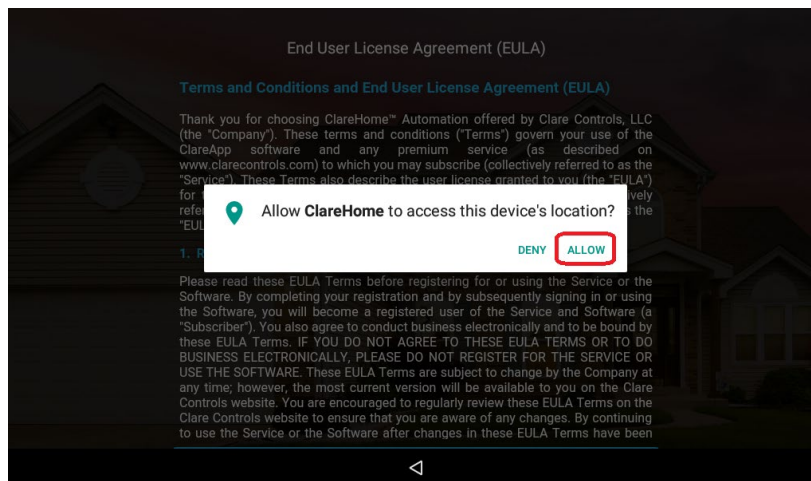 End User License Agreement (EULA)
Terms and Conditions and End User License Agreement (EULA)
Thank you for choosing ClareHome™ Automation offered by Clare Controls, LLC
(the "Company"). These terms and conditions ("Terms") govern your use of the
ClareApp software and any premium service (as described on
www.clarecontrols.com) to which you may subscribe (collectively referred to as the
"Service"). These Terms also describe the user license granted to you (the "EULA")
for
Allow ClareHome to access this device's location?
the
DENY ALLOW
1.
Please read these EULA Terms before registering for or using the Service or the
Software. By completing your registration and by subsequently signing in or using
the Software, you will become a registered user of the Service and Software (a
"Subscriber"). You also agree to conduct business electronically and to be bound by
these EULA Terms. IF YOU DO NOT AGREE TO THESE EULA TERMS OR TO DO
BUSINESS ELECTRONICALLY, PLEASE DO NOT REGISTER FOR THE SERVICE OR
USE THE SOFTWARE. These EULA Terms are subject to change by the Company at
any time; however, the most current version will be available to you on the Clare
Controls website. You are encouraged to regularly review these EULA Terms on the
Clare Controls website to ensure that you are aware of any changes. By continuing
to use the Service or the Software after changes in these EULA Terms have been